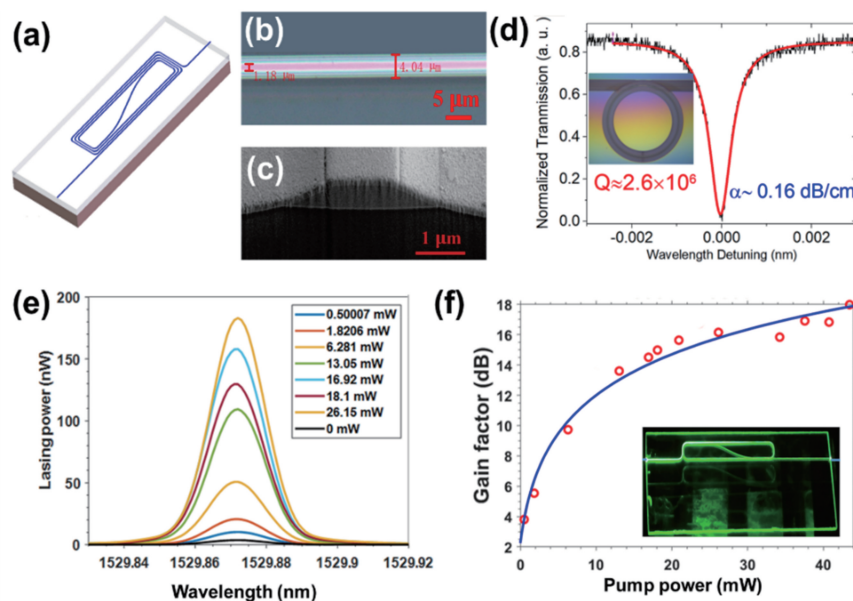 (a)
(b)
1.18 μm
4.04 μm
5 μm
(c)
1 μm
(d)
Normalized Tranmission (a. u. )
0.8
0.6
0.4
0.2
0.0
Q≈2.6×10⁶
α~ 0.16 dB/cm
-0.002
0.000
0.002
Wavelength Detuning (nm)
(e)
Lasing power (nW)
200
150
100
50
0
0.50007 mW
1.8206 mW
6.281 mW
13.05 mW
16.92 mW
18.1 mW
26.15 mW
0 mW
1529.84
1529.86
1529.88
1529.9
1529.92
Wavelength (nm)
(f)
Gain factor (dB)
18
16
14
12
10
8
6
4
2
0
10
20
30
40
Pump power (mW)